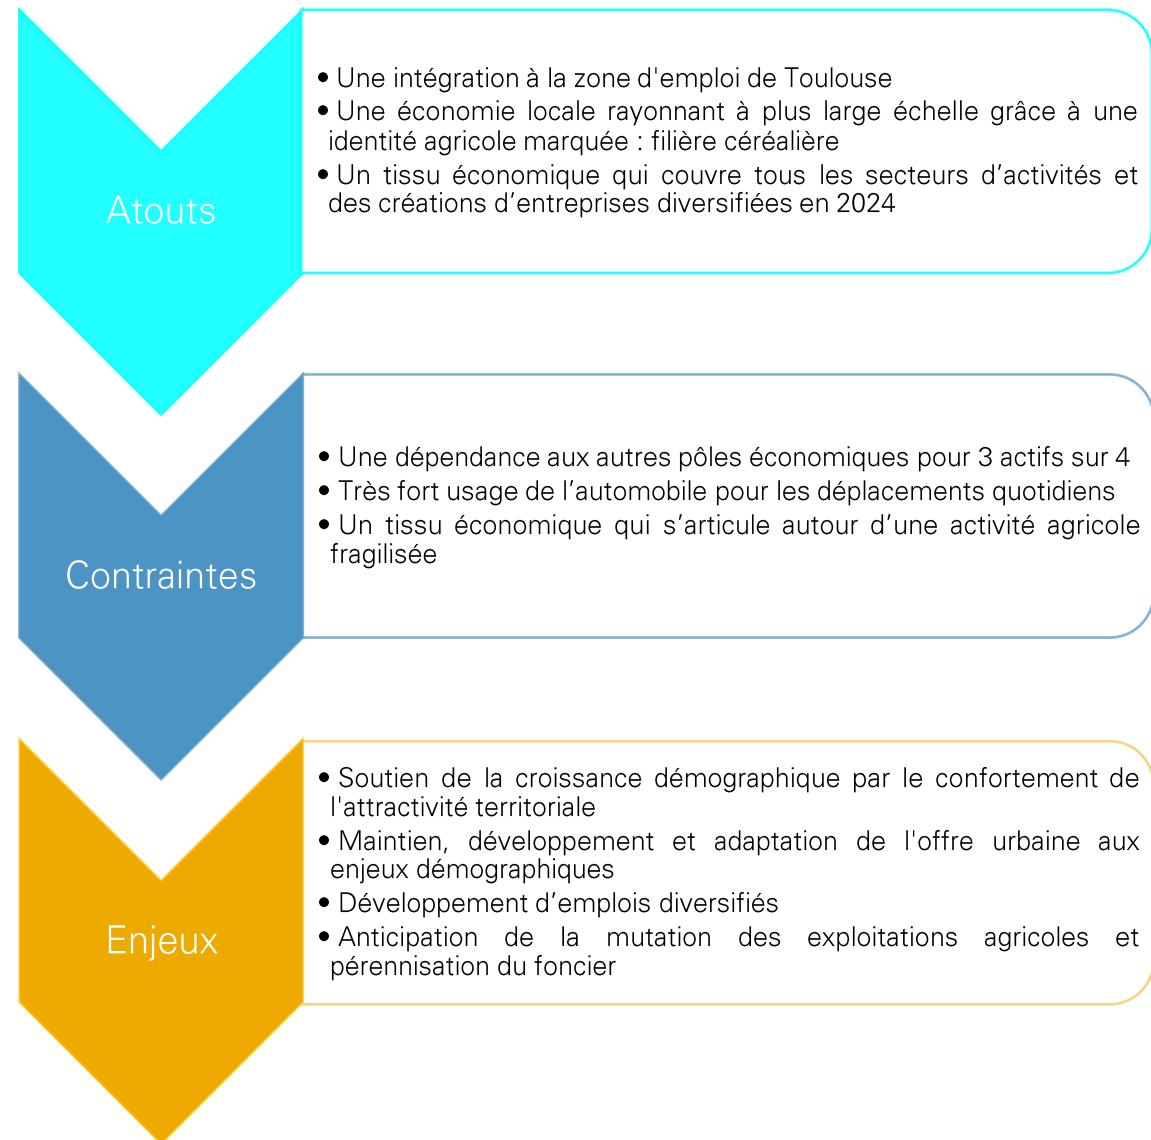 Atouts
• Une intégration à la zone d'emploi de Toulouse
• Une économie locale rayonnant à plus large échelle grâce à une
identité agricole marquée : filière céréalière
• Un tissu économique qui couvre tous les secteurs d’activités et
des créations d’entreprises diversifiées en 2024
Contraintes
• Une dépendance aux autres pôles économiques pour 3 actifs sur 4
• Très fort usage de l’automobile pour les déplacements quotidiens
• Un tissu économique qui s’articule autour d’une activité agricole
fragilisée
Enjeux
• Soutien de la croissance démographique par le confortement de
l'attractivité territoriale
• Maintien, développement et adaptation de l'offre urbaine aux
enjeux démographiques
• Développement d’emplois diversifiés
• Anticipation de la mutation des exploitations agricoles et
pérennisation du foncier